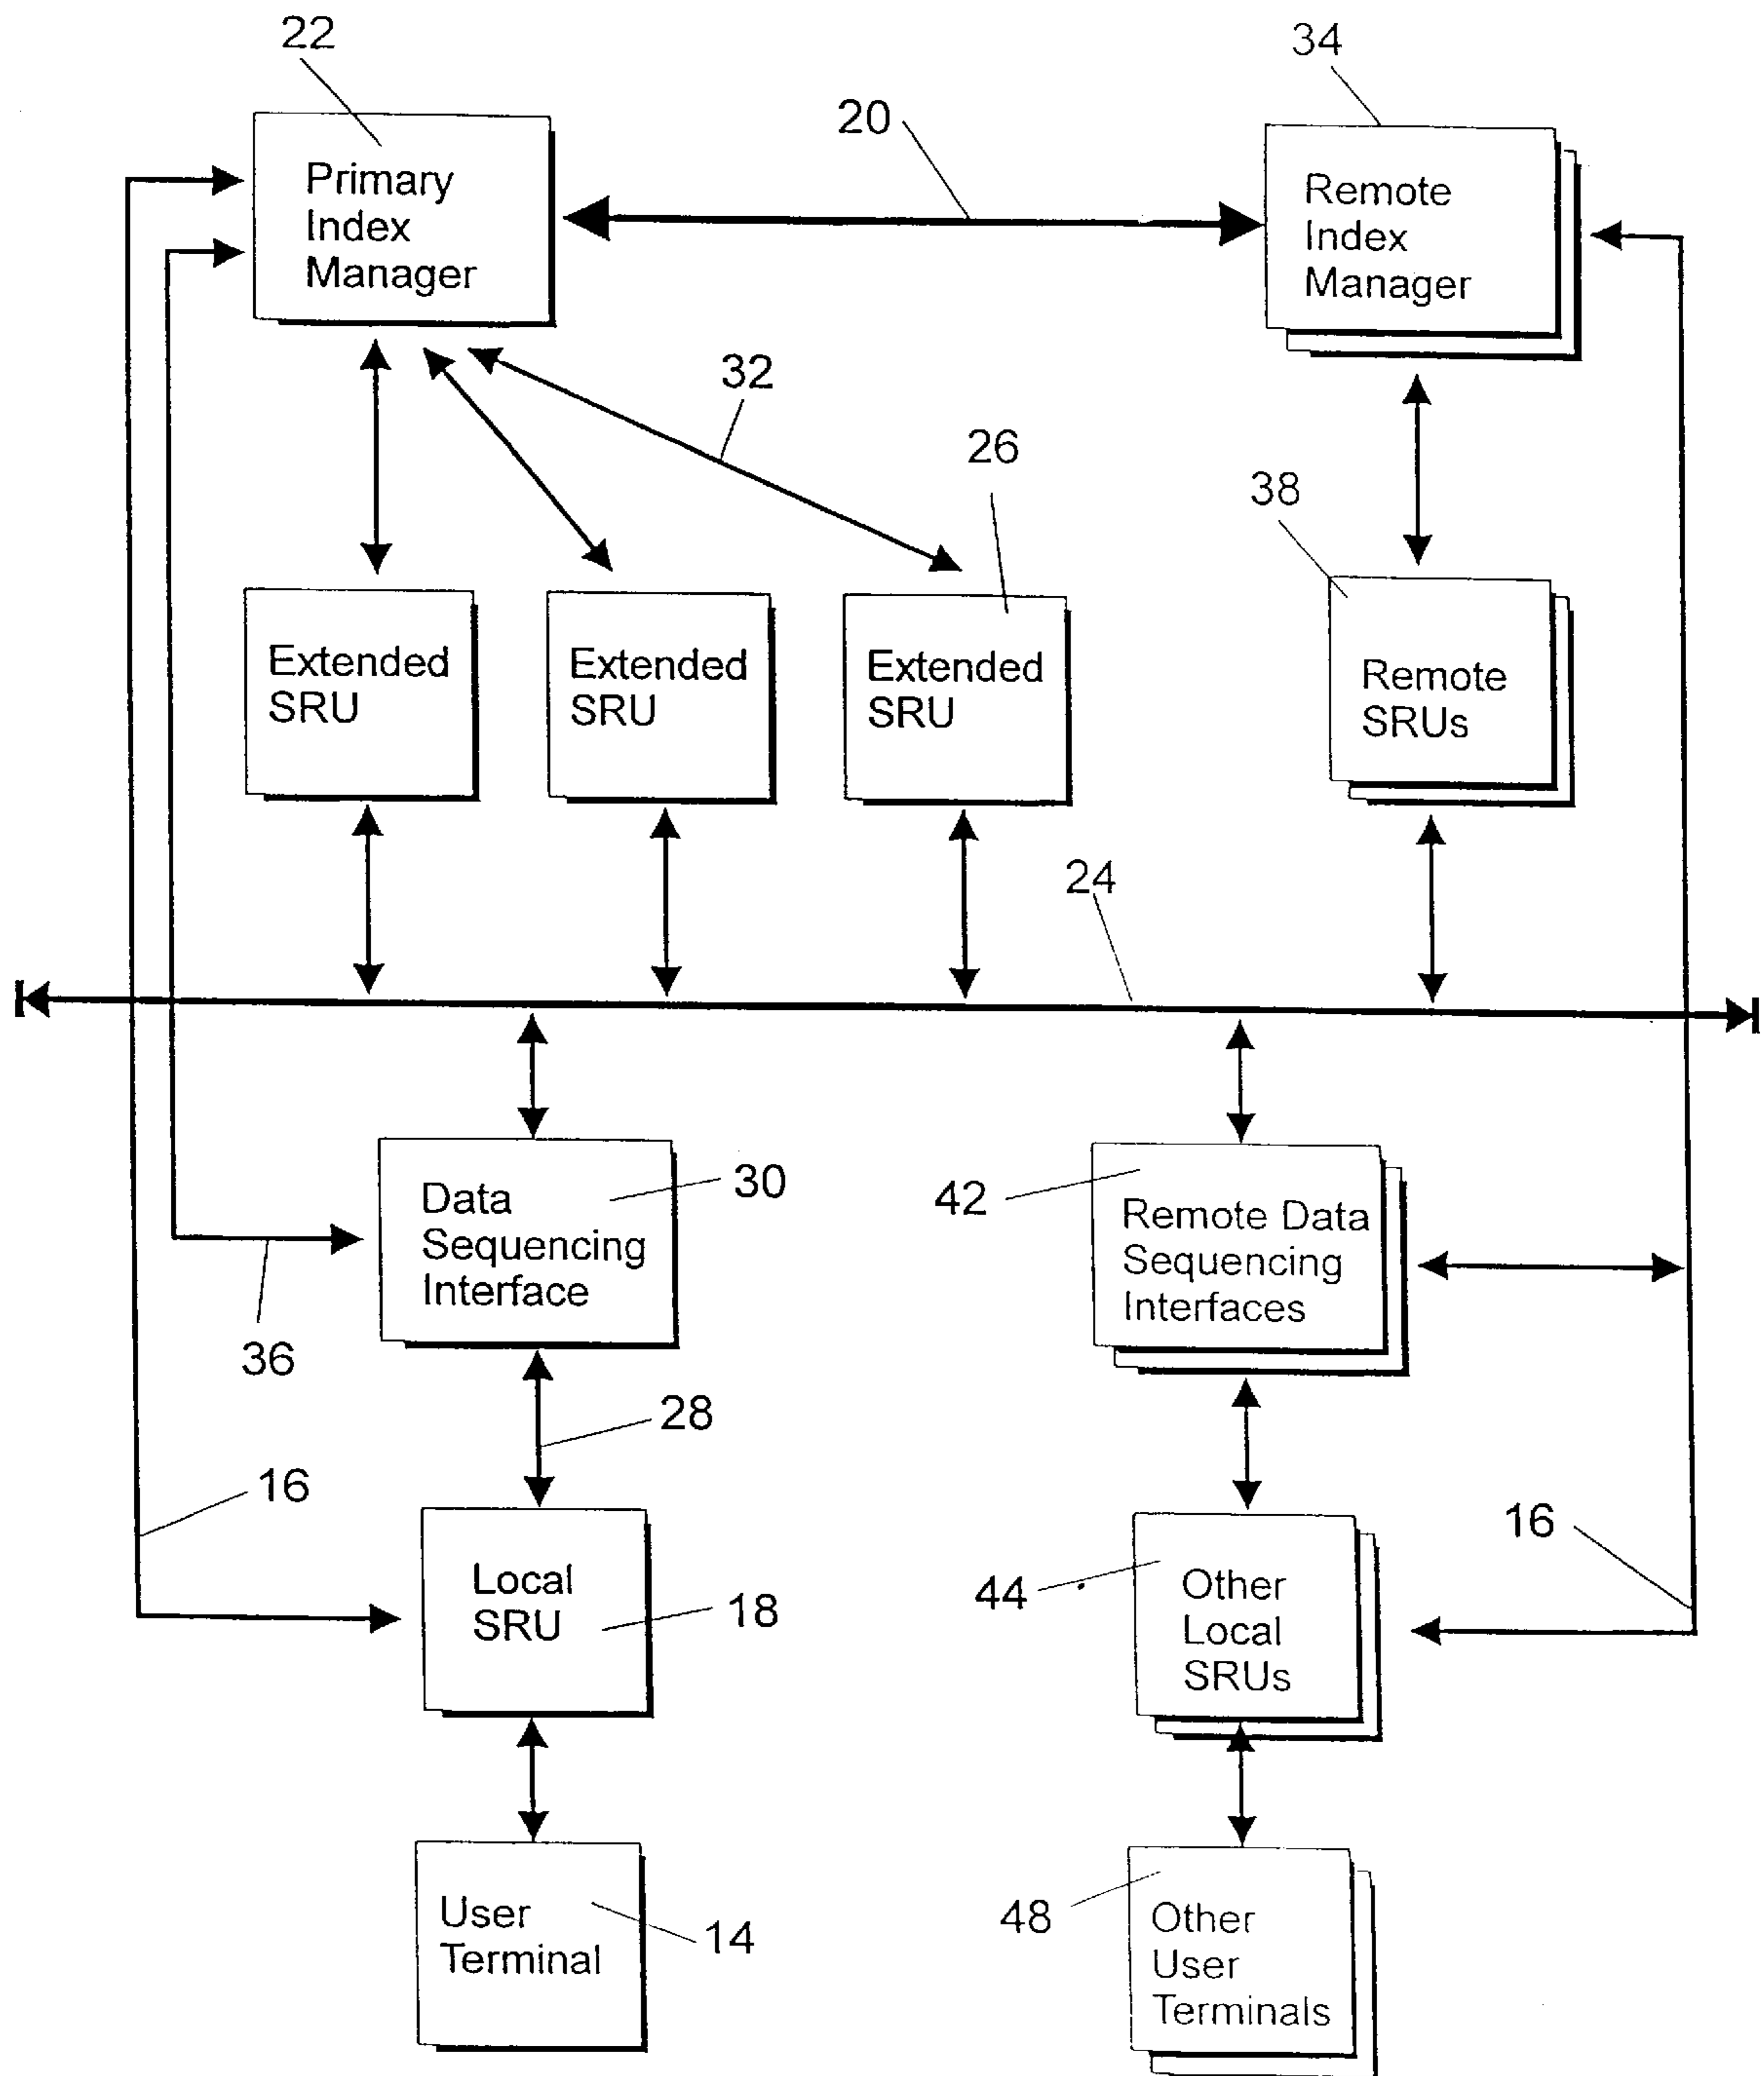 22
34
20
Primary
Index
Manager
Remote
Index
Manager
32
26
38
Extended
SRU
Extended
SRU
Extended
SRU
Remote
SRUs
24
Data
Sequencing
Interface
30
42
Remote Data
Sequencing
Interfaces
36
28
16
16
Local
SRU
18
44
Other
Local
SRUs
User
Terminal
14
48
Other
User
Terminals